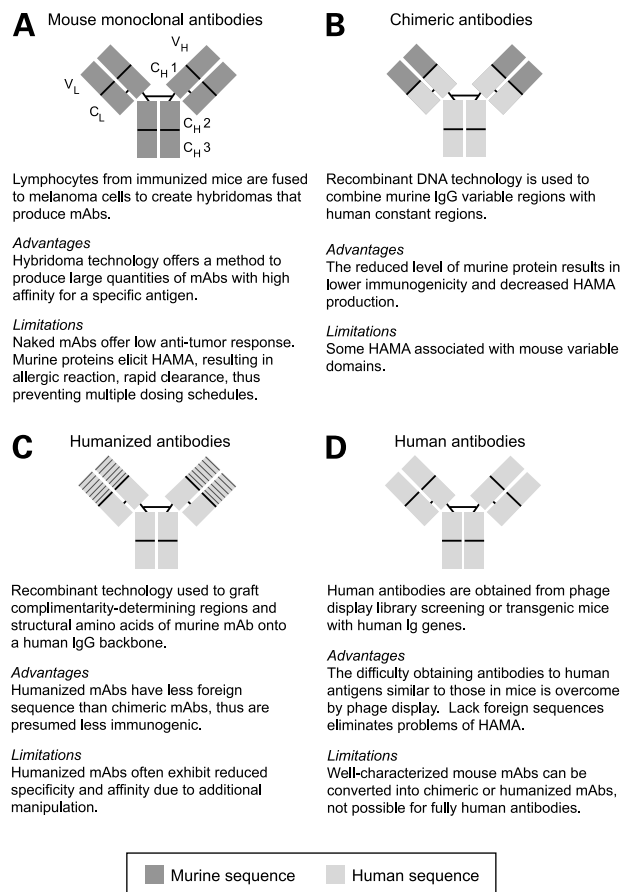 A Mouse monoclonal antibodies
V_H
C_H 1
V_L
C_L
C_H 2
C_H 3
Lymphocytes from immunized mice are fused
to melanoma cells to create hybridomas that
produce mAbs.
Advantages
Hybridoma technology offers a method to
produce large quantities of mAbs with high
affinity for a specific antigen.
Limitations
Naked mAbs offer low anti-tumor response.
Murine proteins elicit HAMA, resulting in
allergic reaction, rapid clearance, thus
preventing multiple dosing schedules.
B Chimeric antibodies
Recombinant DNA technology is used to
combine murine IgG variable regions with
human constant regions.
Advantages
The reduced level of murine protein results in
lower immunogenicity and decreased HAMA
production.
Limitations
Some HAMA associated with mouse variable
domains.
C Humanized antibodies
Recombinant technology used to graft
complimentarity-determining regions and
structural amino acids of murine mAb onto
a human IgG backbone.
Advantages
Humanized mAbs have less foreign
sequence than chimeric mAbs, thus are
presumed less immunogenic.
Limitations
Humanized mAbs often exhibit reduced
specificity and affinity due to additional
manipulation.
D Human antibodies
Human antibodies are obtained from phage
display library screening or transgenic mice
with human Ig genes.
Advantages
The difficulty obtaining antibodies to human
antigens similar to those in mice is overcome
by phage display. Lack foreign sequences
eliminates problems of HAMA.
Limitations
Well-characterized mouse mAbs can be
converted into chimeric or humanized mAbs,
not possible for fully human antibodies.
Murine sequence
Human sequence